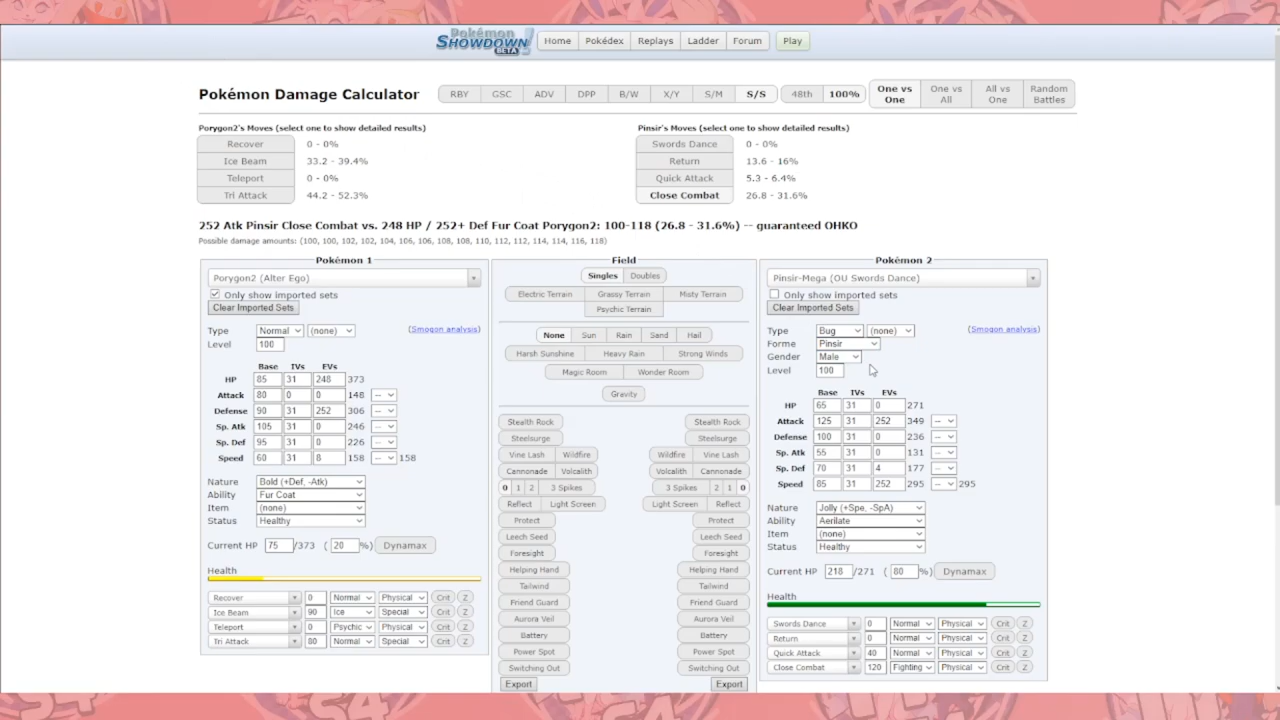 Pokémon SHOWDOWN! BETA Home Pokédex Replays Ladder Forum Play
Pokémon Damage Calculator RBY GSC ADV DPP B/W X/Y S/M S/S 48th 100% One vs One One vs All All vs One Random Battles
Porygon2's Moves (select one to show detailed results)
Recover 0 - 0%
Ice Beam 33.2 - 39.4%
Teleport 0 - 0%
Tri Attack 44.2 - 52.3%
Pinsir's Moves (select one to show detailed results)
Swords Dance 0 - 0%
Return 13.6 - 16%
Quick Attack 5.3 - 6.4%
Close Combat 26.8 - 31.6%
252 Atk Pinsir Close Combat vs. 248 HP / 252+ Def Fur Coat Porygon2: 100-118 (26.8 - 31.6%) -- guaranteed OHKO
Possible damage amounts: (100, 100, 102, 102, 104, 106, 106, 108, 108, 110, 112, 112, 114, 114, 116, 118)
Pokémon 1
Porygon2 (Alter Ego)
Only show imported sets
Clear Imported Sets
Type Normal (none) (Smogon analysis)
Level 100
Base IVs EVs
HP 85 31 248 373
Attack 80 0 0 148 --
Defense 90 31 252 306 --
Sp. Atk 105 31 0 246 --
Sp. Def 95 31 0 226 --
Speed 60 31 8 158 -- 158
Nature Bold (+Def, -Atk)
Ability Fur Coat
Item (none)
Status Healthy
Current HP 75 /373 ( 20 %) Dynamax
Health
Recover 0 Normal Physical Crit Z
Ice Beam 90 Ice Special Crit Z
Teleport 0 Psychic Physical Crit Z
Tri Attack 80 Normal Special Crit Z
Field
Singles Doubles
Electric Terrain Grassy Terrain Misty Terrain
Psychic Terrain
None Sun Rain Sand Hail
Harsh Sunshine Heavy Rain Strong Winds
Magic Room Wonder Room
Gravity
Stealth Rock Stealth Rock
Steelsurge Steelsurge
Vine Lash Wildfire Wildfire Vine Lash
Cannonade Volcalith Volcalith Cannonade
0 1 2 3 Spikes 3 Spikes 2 1 0
Reflect Light Screen Light Screen Reflect
Protect Protect
Leech Seed Leech Seed
Foresight Foresight
Helping Hand Helping Hand
Tailwind Tailwind
Friend Guard Friend Guard
Aurora Veil Aurora Veil
Battery Battery
Power Spot Power Spot
Switching Out Switching Out
Export Export
Pokémon 2
Pinsir-Mega (OU Swords Dance)
Only show imported sets
Clear Imported Sets
Type Bug (none) (Smogon analysis)
Forme Pinsir
Gender Male
Level 100
Base IVs EVs
HP 65 31 0 271
Attack 125 31 252 349 --
Defense 100 31 0 236 --
Sp. Atk 55 31 0 131 --
Sp. Def 70 31 4 177 --
Speed 85 31 252 295 -- 295
Nature Jolly (+Spe, -SpA)
Ability Aerilate
Item (none)
Status Healthy
Current HP 218 /271 ( 80 %) Dynamax
Health
Swords Dance 0 Normal Physical Crit Z
Return 0 Normal Physical Crit Z
Quick Attack 40 Normal Physical Crit Z
Close Combat 120 Fighting Physical Crit Z